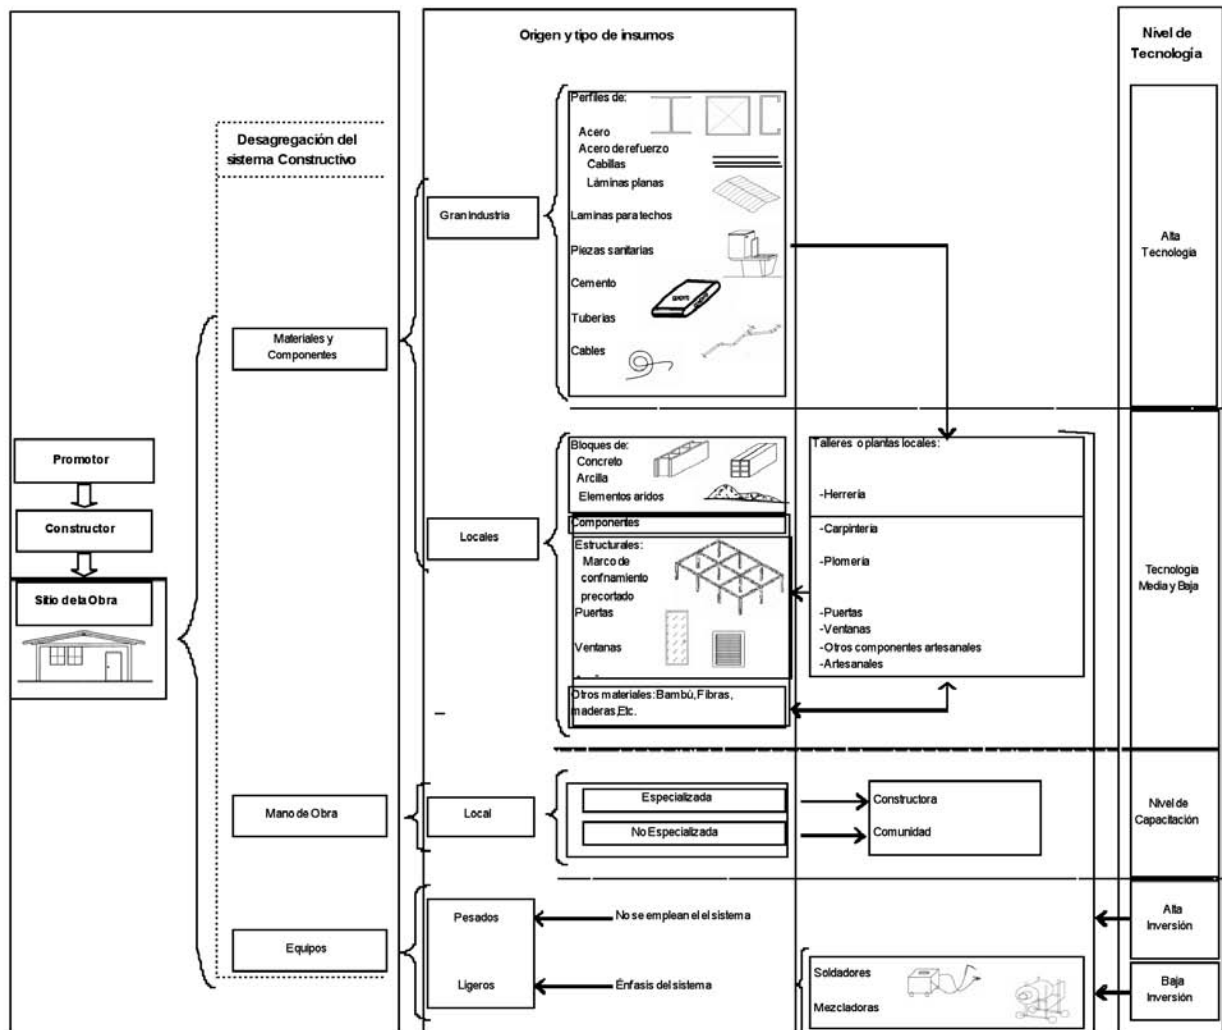 Origen y tipo de insumos
Nivel de
Tecnología
Desagregación del
sistema Constructivo
Promotor
Constructor
Sitio de la Obra
Materiales y
Componentes
Mano de Obra
Equipos
Gran Industria
Perfiles de:
Acero
Acero de refuerzo
Cabillas
Láminas planas
Laminas para techos
Piezas sanitarias
Cemento
Tuberias
Cables
Alta
Tecnología
Locales
Bloques de:
Concreto
Arcilla
Elementos aridos
Componentes
Estructurales:
Marco de
confnamiento
precortado
Puertas
Ventanas
Otros materiales: Bambú, Fibras,
maderas,Etc.
Talleres o plantas locales:
-Herrería
-Carpintería
-Plomería
-Puertas
-Ventanas
-Otros componentes artesanales
-Artesanales
Tecnologia
Media y Baja
Local
Especializada
No Especializada
Constructora
Comunidad
Nivel de
Capacitación
Pesados
No se emplean el el sistema
Alta
Inversión
Ligeros
Énfasis del sistema
Soldadores
Mezcladoras
Baja
Inversión